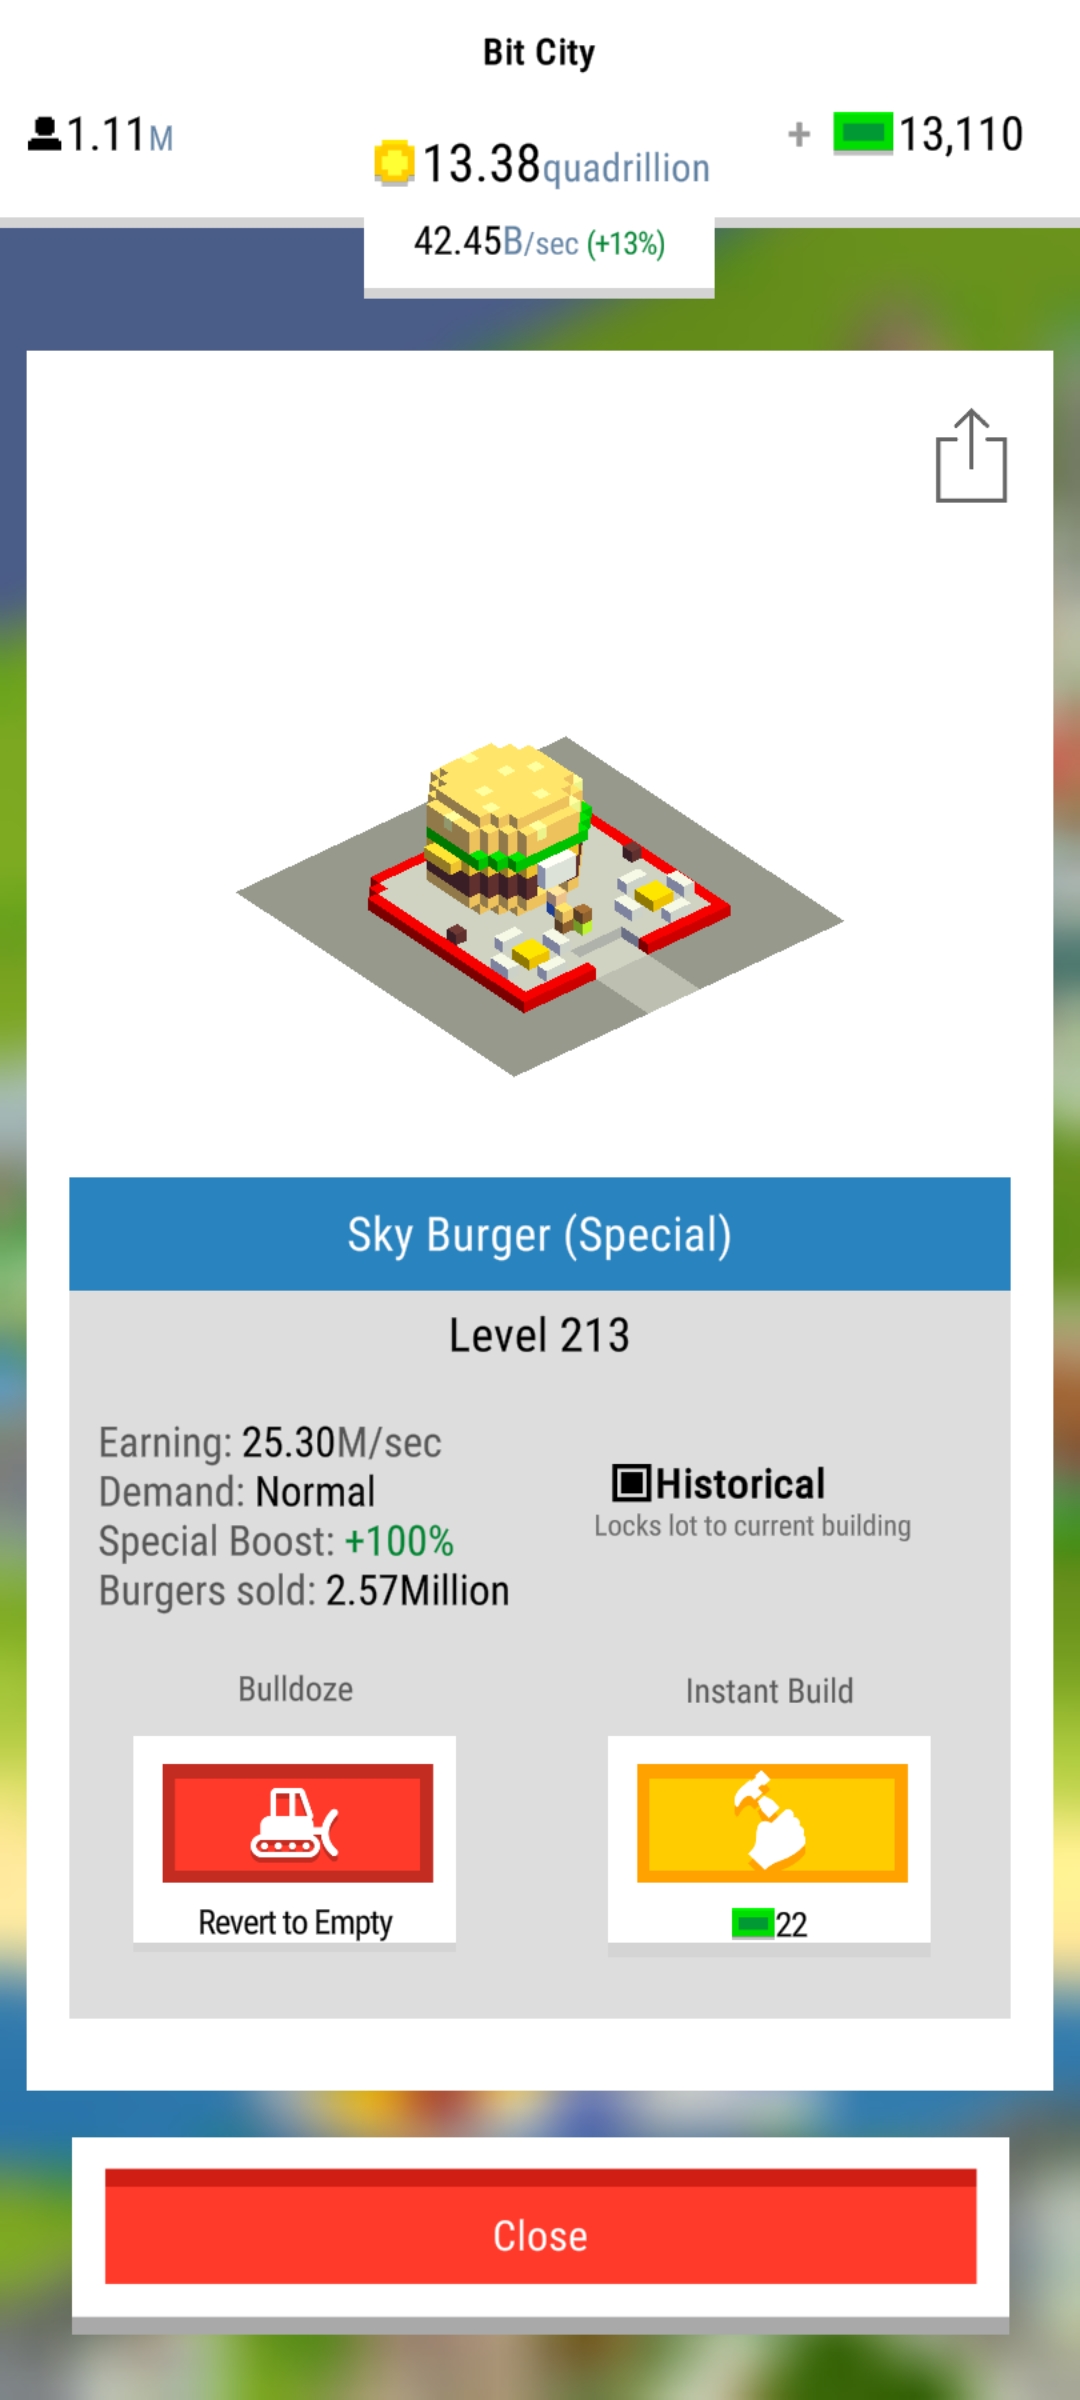 Bit City
1.11M
13.38quadrillion
+ 13,110
42.45B/sec (+13%)
Sky Burger (Special)
Level 213
Earning: 25.30M/sec
Demand: Normal
Special Boost: +100%
Burgers sold: 2.57Million
Historical
Locks lot to current building
Bulldoze
Revert to Empty
Instant Build
22
Close